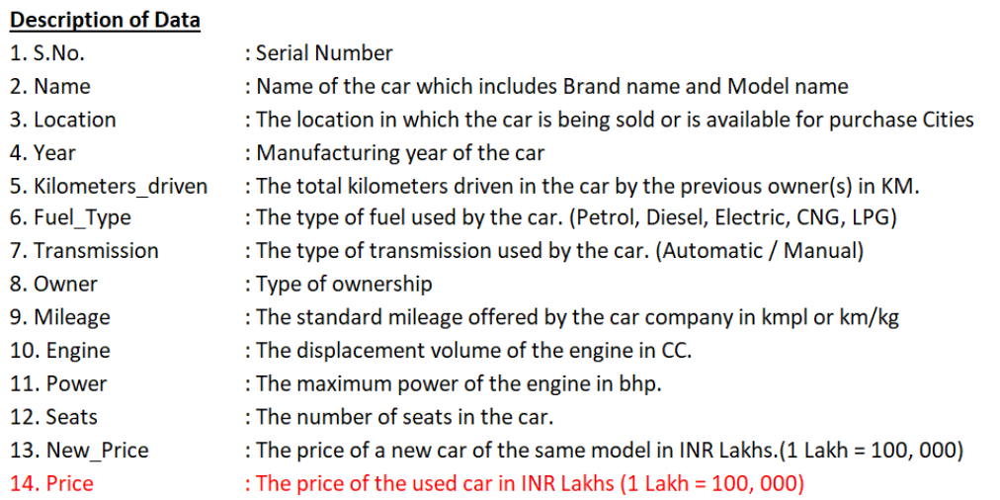 Description of Data
1. S.No. : Serial Number
2. Name : Name of the car which includes Brand name and Model name
3. Location : The location in which the car is being sold or is available for purchase Cities
4. Year : Manufacturing year of the car
5. Kilometers_driven : The total kilometers driven in the car by the previous owner(s) in KM.
6. Fuel_Type : The type of fuel used by the car. (Petrol, Diesel, Electric, CNG, LPG)
7. Transmission : The type of transmission used by the car. (Automatic / Manual)
8. Owner : Type of ownership
9. Mileage : The standard mileage offered by the car company in kmpl or km/kg
10. Engine : The displacement volume of the engine in CC.
11. Power : The maximum power of the engine in bhp.
12. Seats : The number of seats in the car.
13. New_Price : The price of a new car of the same model in INR Lakhs.(1 Lakh = 100, 000)
14. Price : The price of the used car in INR Lakhs (1 Lakh = 100, 000)